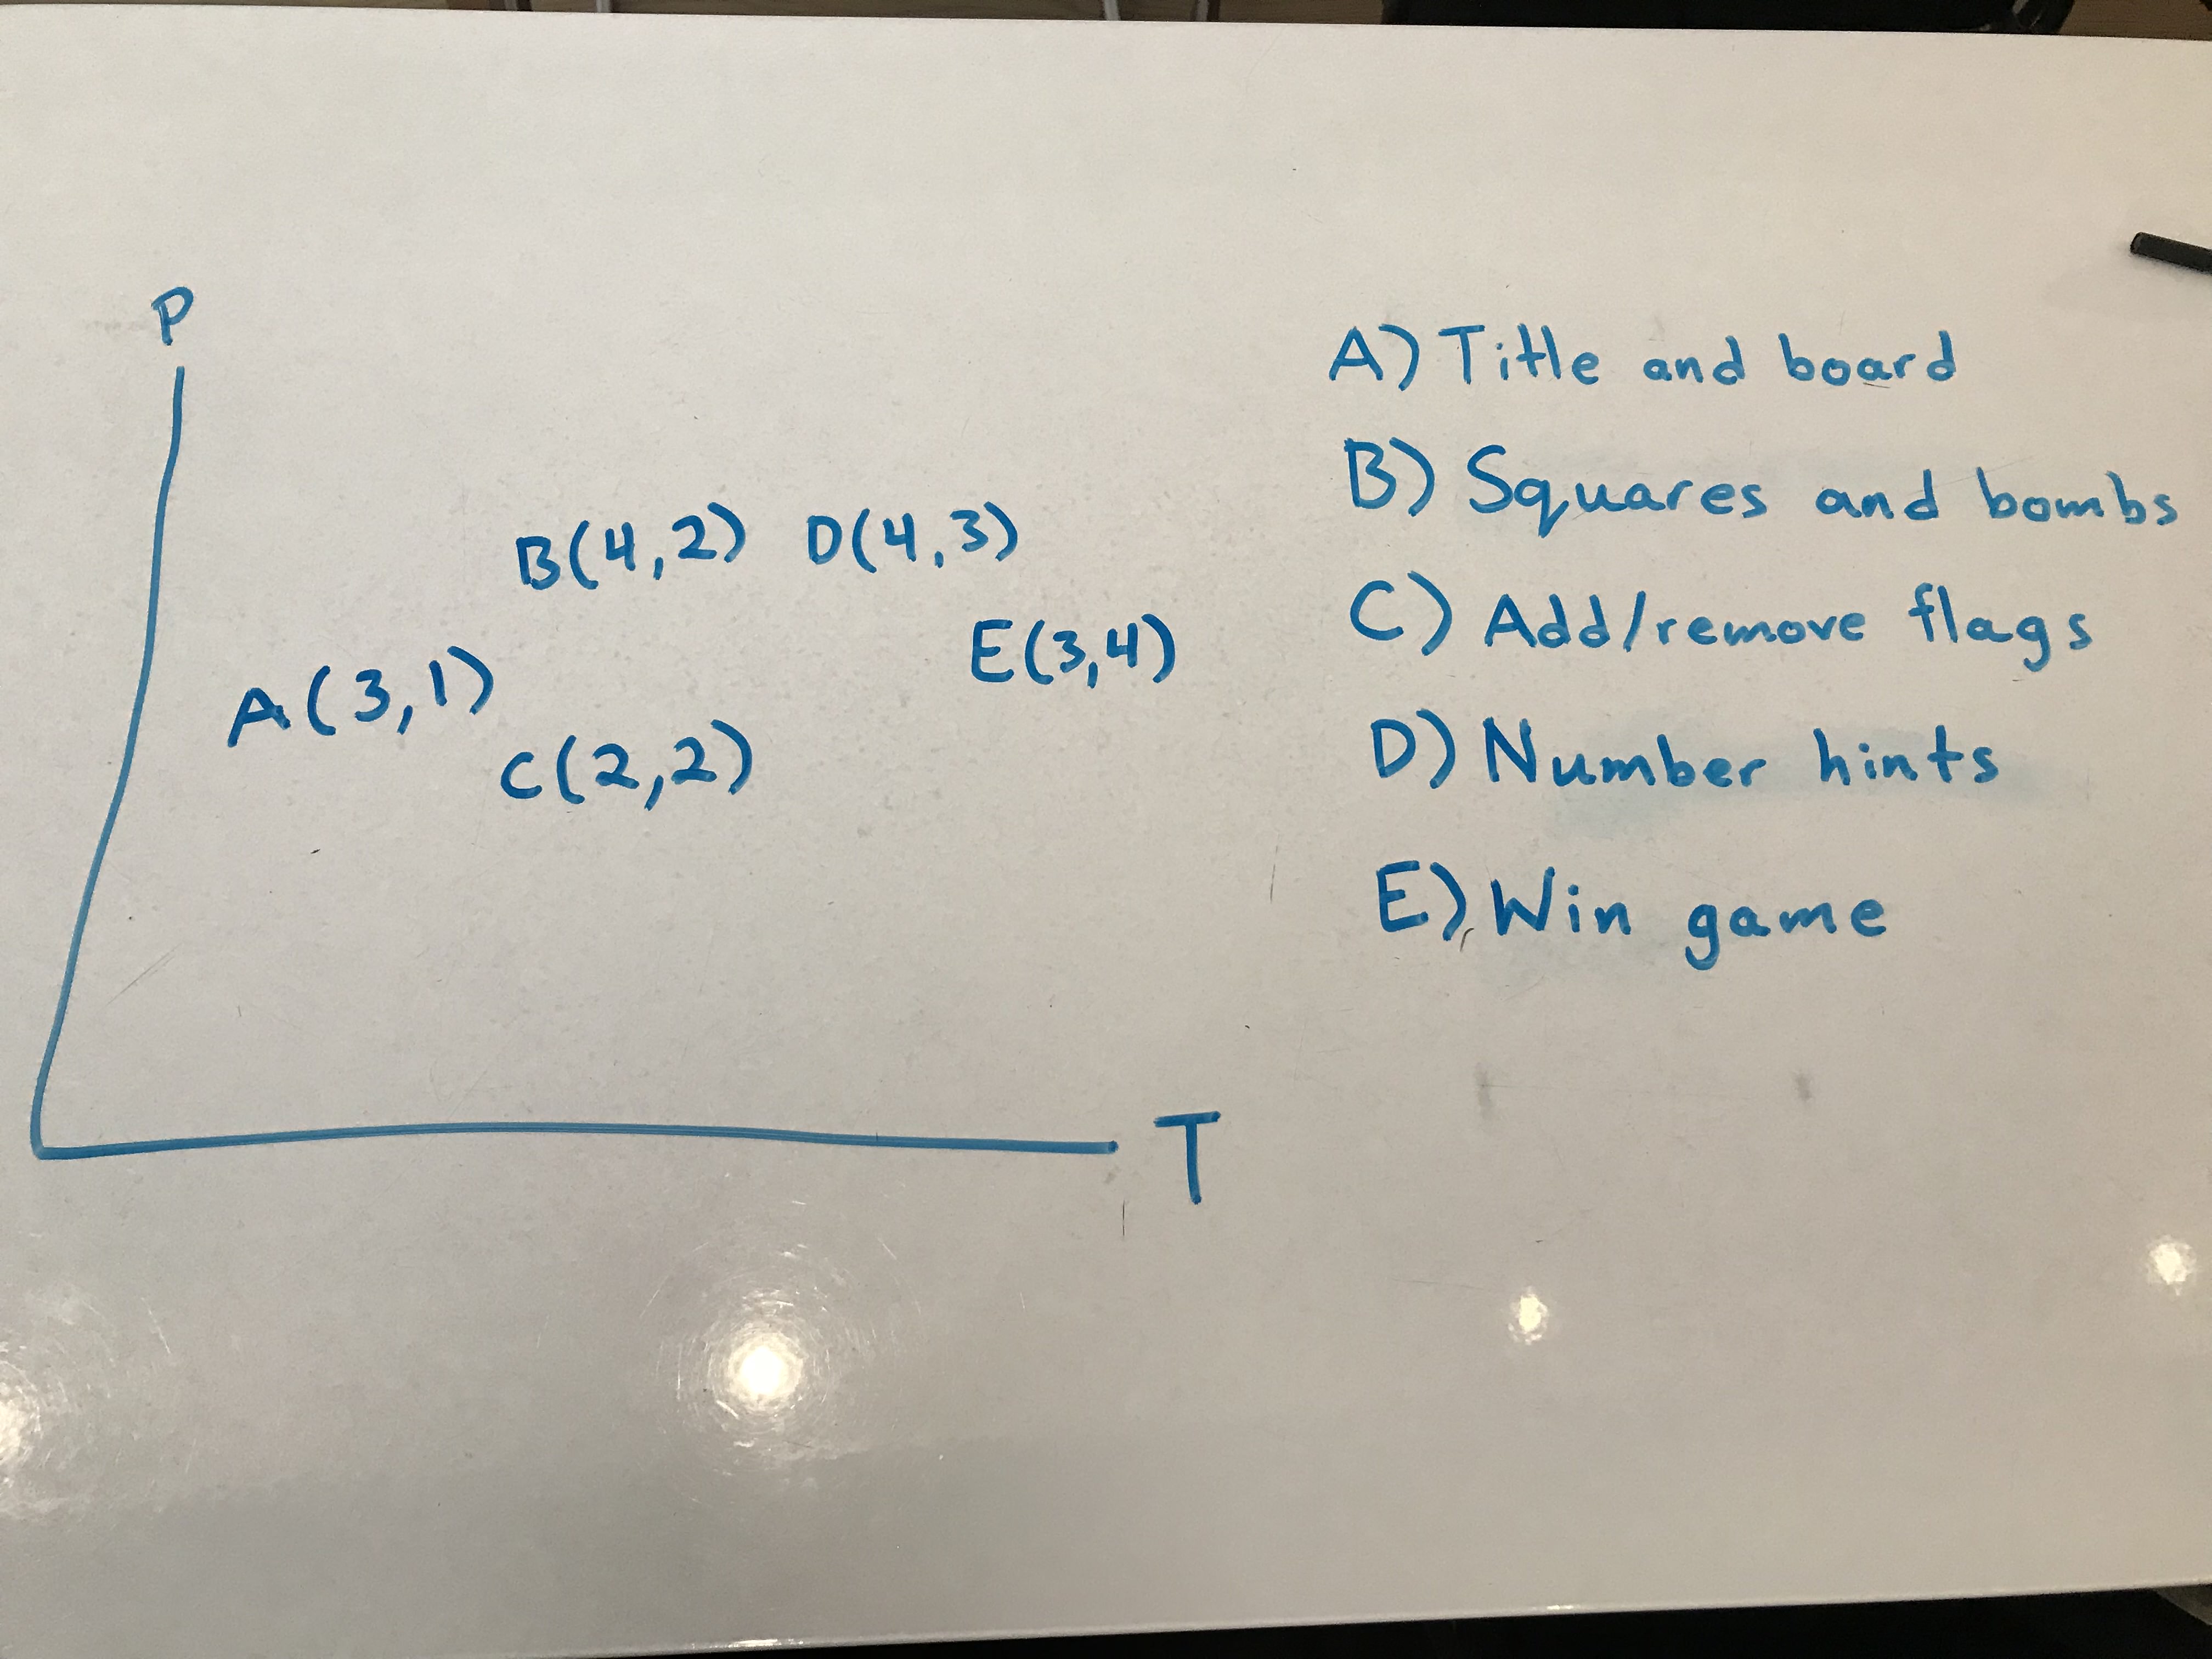 P
B(4,2) D(4,3)
E(3,4)
A(3,1)
C(2,2)
T
A) Title and board
B) Squares and bombs
C) Add/remove flags
D) Number hints
E) Win game